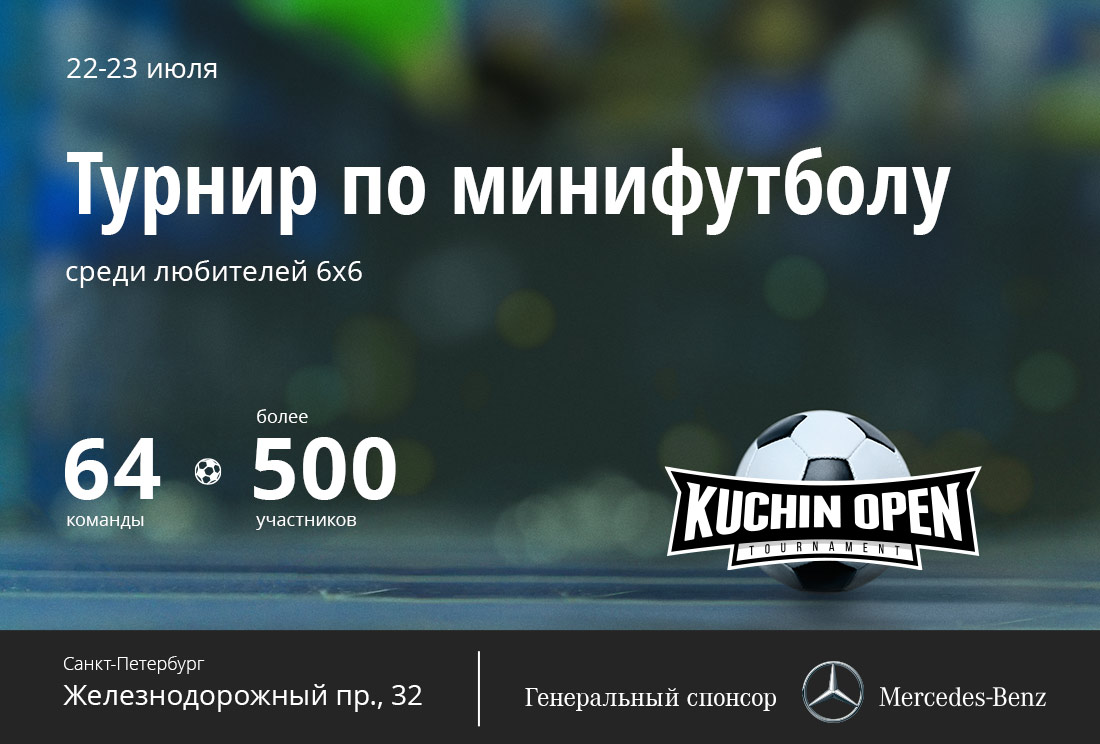 22-23 июля
Турнир по минифутболу
среди любителей 6x6
более
64
500
команды
участников
KUCHIN OPEN
TOURNAMENT
Санкт-Петербург
Железнодорожный пр., 32
Генеральный спонсор
Mercedes-Benz